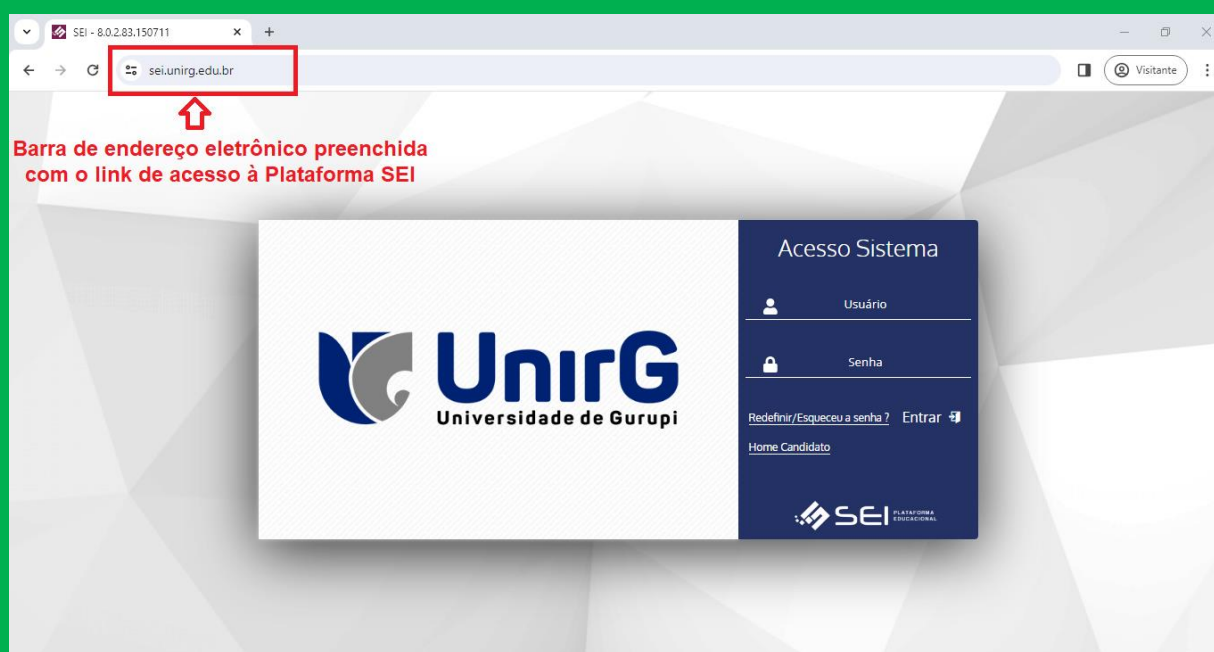 SEI - 8.0.2.83.150711
sei.unirg.edu.br
Visitante
Barra de endereço eletrônico preenchida
com o link de acesso à Plataforma SEI
Acesso Sistema
Usuário
Senha
Redefinir/Esqueceu a senha ? Entrar
Home Candidato
UnirG
Universidade de Gurupi
SEI PLATAFORMA
EDUCACIONAL